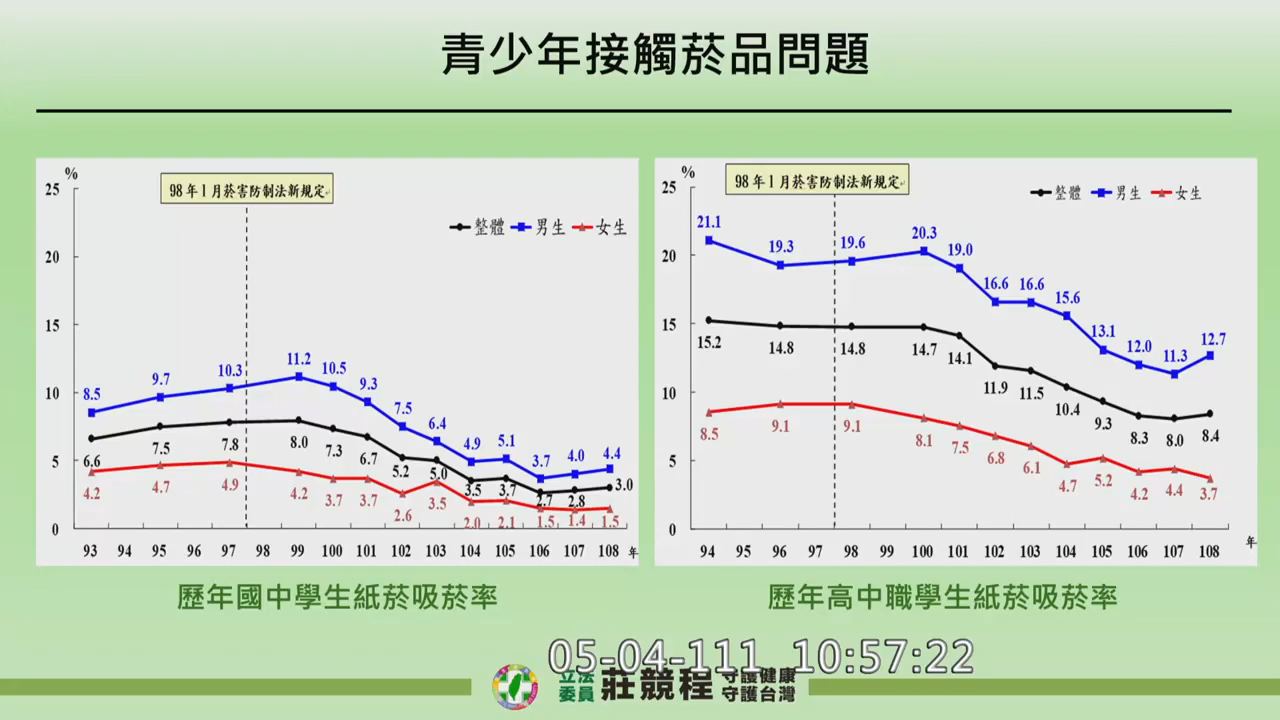 青少年接觸菸品問題
%
98 年 1 月菸害防制法新規定
整體 男生 女生
25
20
15
10
5
0
8.5 9.7 10.3 11.2 10.5 9.3 7.5 6.4 4.9 5.1 3.7 4.0 4.4
6.6 7.5 7.8 8.0 7.3 6.7 5.2 5.0 3.5 3.7 2.7 2.8 3.0
4.2 4.7 4.9 4.2 3.7 3.7 2.6 3.5 2.0 2.1 1.5 1.4 1.5
93 94 95 96 97 98 99 100 101 102 103 104 105 106 107 108 年
歷年國中學生紙菸吸菸率
%
98 年 1 月菸害防制法新規定
整體 男生 女生
25
20
15
10
5
0
21.1 19.3 19.6 20.3 19.0 16.6 16.6 15.6 13.1 12.0 11.3 12.7
15.2 14.8 14.8 14.7 14.1 11.9 11.5 10.4 9.3 8.3 8.0 8.4
8.5 9.1 9.1 8.1 7.5 6.8 6.1 4.7 5.2 4.2 4.4 3.7
94 95 96 97 98 99 100 101 102 103 104 105 106 107 108 年
歷年高中職學生紙菸吸菸率
05-04-111 10:57:22
立法委員 莊競程 守護健康
守護台灣